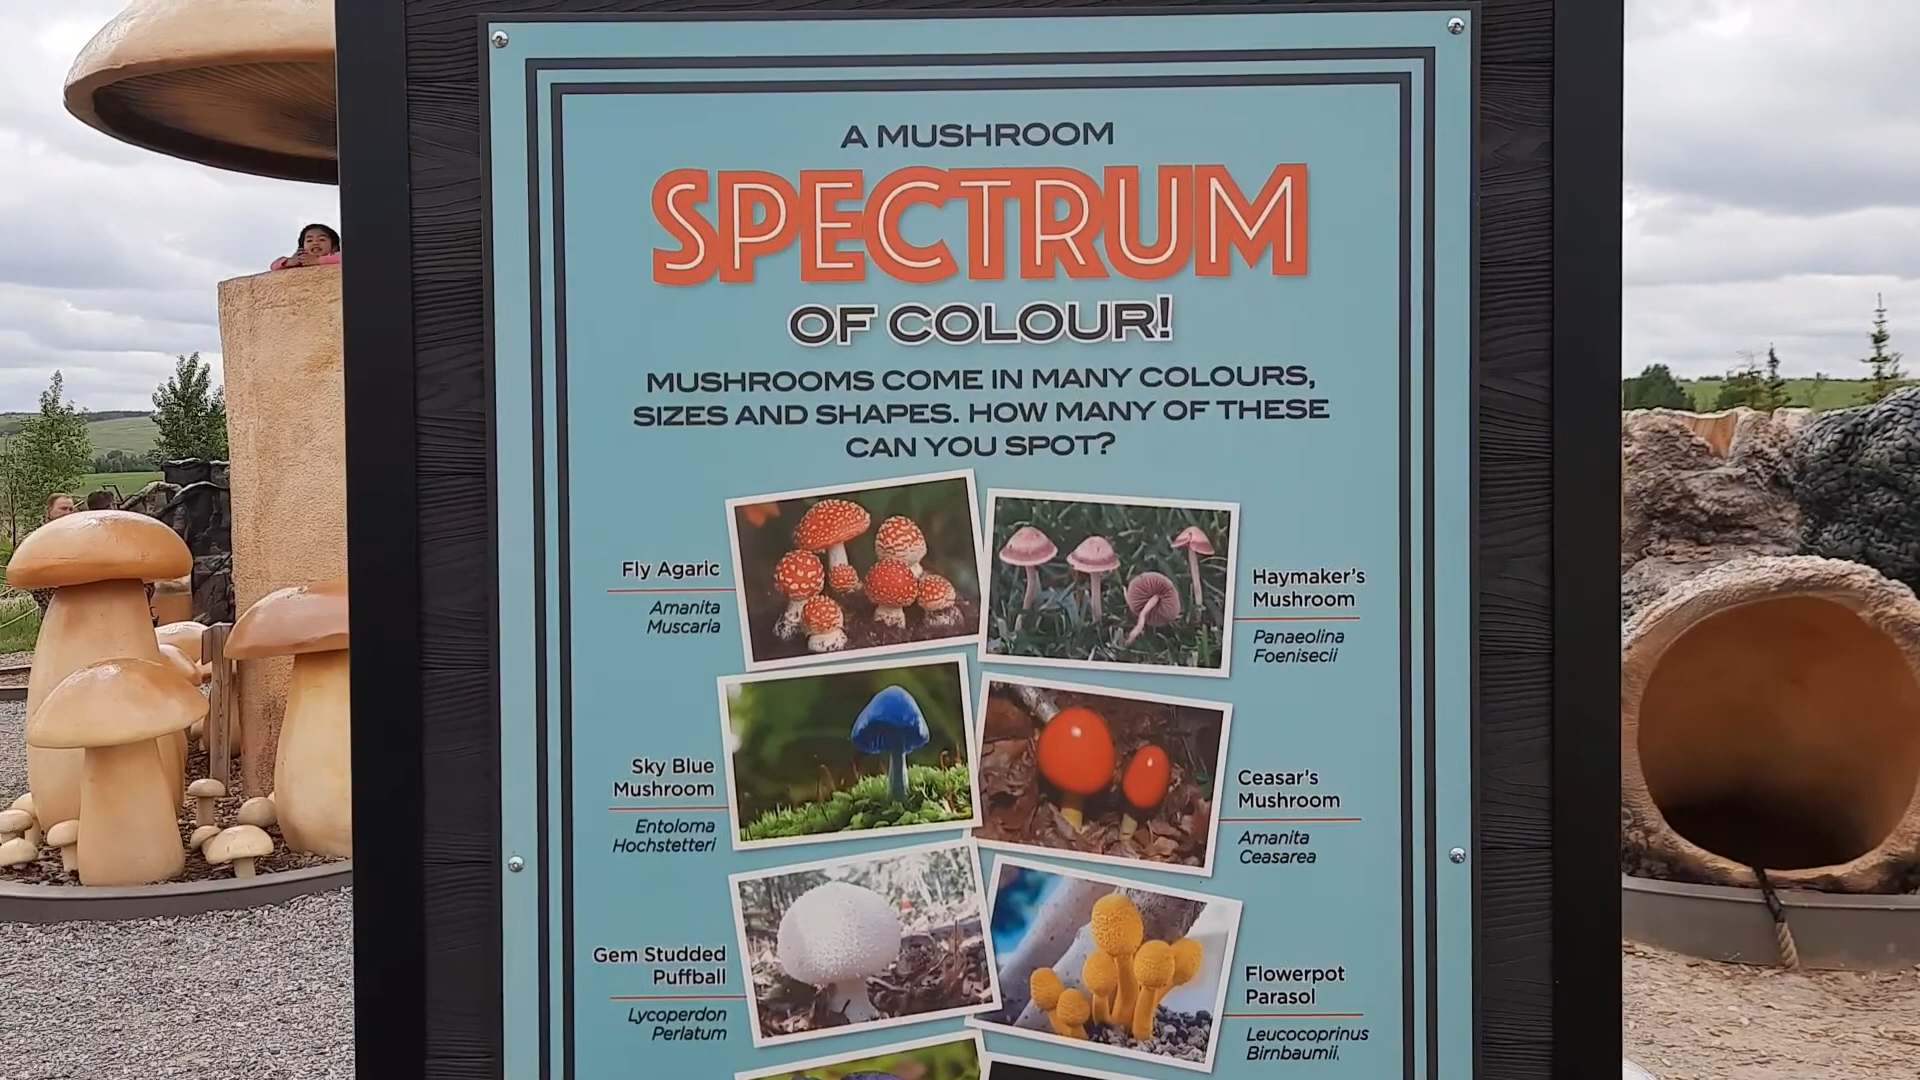 A MUSHROOM
SPECTRUM
OF COLOUR!
MUSHROOMS COME IN MANY COLOURS,
SIZES AND SHAPES. HOW MANY OF THESE
CAN YOU SPOT?
Fly Agaric
Amanita
Muscaria
Haymaker's
Mushroom
Panaeolina
Foenisecii
Sky Blue
Mushroom
Entoloma
Hochstetteri
Ceasar's
Mushroom
Amanita
Ceasarea
Gem Studded
Puffball
Lycoperdon
Perlatum
Flowerpot
Parasol
Leucocoprinus
Birnbaumii,